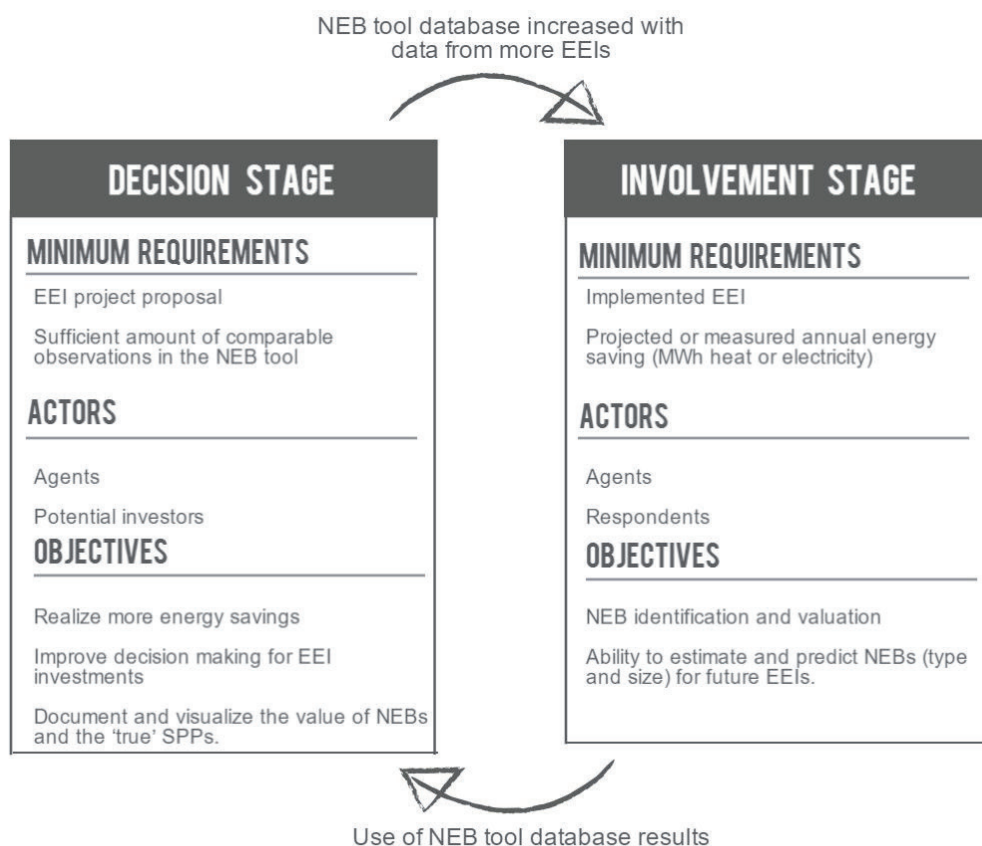 NEB tool database increased with
data from more EEIs
DECISION STAGE
MINIMUM REQUIREMENTS
EEI project proposal
Sufficient amount of comparable
observations in the NEB tool
ACTORS
Agents
Potential investors
OBJECTIVES
Realize more energy savings
Improve decision making for EEI
investments
Document and visualize the value of NEBs
and the ‘true’ SPPs.
INVOLVEMENT STAGE
MINIMUM REQUIREMENTS
Implemented EEI
Projected or measured annual energy
saving (MWh heat or electricity)
ACTORS
Agents
Respondents
OBJECTIVES
NEB identification and valuation
Ability to estimate and predict NEBs (type
and size) for future EEIs.
Use of NEB tool database results